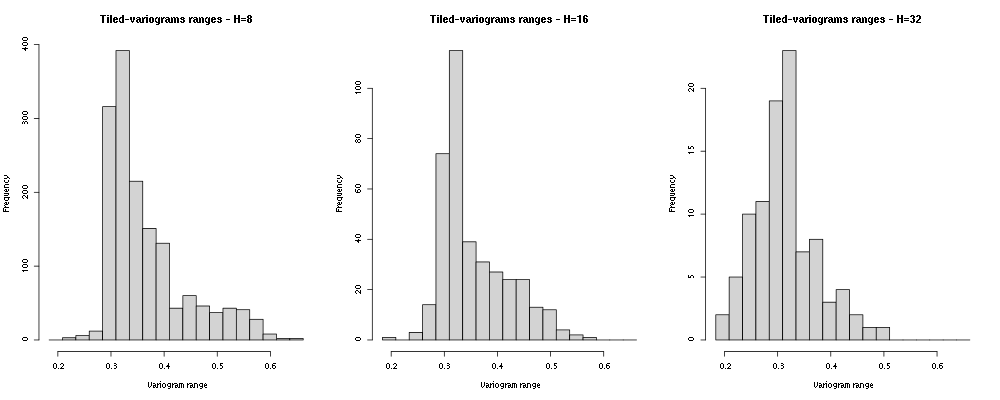 Tiled-variograms ranges - H=8
Frequency
400
300
200
100
0
0.2 0.3 0.4 0.5 0.6
Variogram range
Tiled-variograms ranges - H=16
Frequency
100
80
60
40
20
0
0.2 0.3 0.4 0.5 0.6
Variogram range
Tiled-variograms ranges - H=32
Frequency
20
15
10
5
0
0.2 0.3 0.4 0.5 0.6
Variogram range